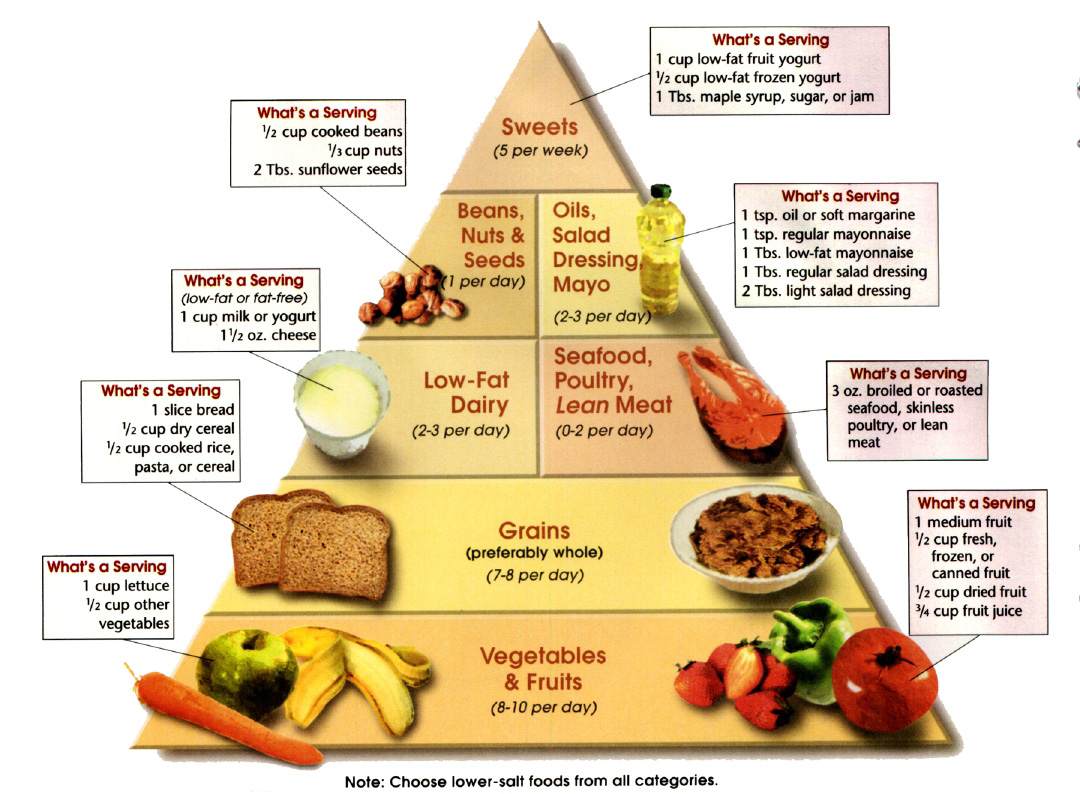 What's a Serving
1 cup low-fat fruit yogurt
½ cup low-fat frozen yogurt
1 Tbs. maple syrup, sugar, or jam
Sweets
(5 per week)
What's a Serving
½ cup cooked beans
⅓ cup nuts
2 Tbs. sunflower seeds
Beans,
Nuts &
Seeds
(1 per day)
Oils,
Salad
Dressing,
Mayo
(2-3 per day)
What's a Serving
1 tsp. oil or soft margarine
1 tsp. regular mayonnaise
1 Tbs. low-fat mayonnaise
1 Tbs. regular salad dressing
2 Tbs. light salad dressing
What's a Serving
(low-fat or fat-free)
1 cup milk or yogurt
1½ oz. cheese
Low-Fat
Dairy
(2-3 per day)
Seafood,
Poultry,
Lean Meat
(0-2 per day)
What's a Serving
3 oz. broiled or roasted
seafood, skinless
poultry, or lean
meat
What's a Serving
1 slice bread
½ cup dry cereal
½ cup cooked rice,
pasta, or cereal
Grains
(preferably whole)
(7-8 per day)
What's a Serving
1 medium fruit
½ cup fresh,
frozen, or
canned fruit
½ cup dried fruit
¾ cup fruit juice
What's a Serving
1 cup lettuce
½ cup other
vegetables
Vegetables
& Fruits
(8-10 per day)
Note: Choose lower-salt foods from all categories.